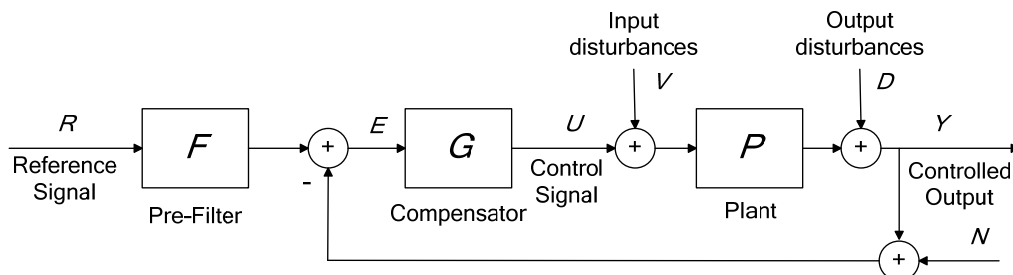 Input
disturbances
Output
disturbances
V
D
R
F
+
E
G
U
+
P
+
Y
Reference
Signal
-
Control
Signal
Controlled
Output
Pre-Filter
Compensator
Plant
+
N